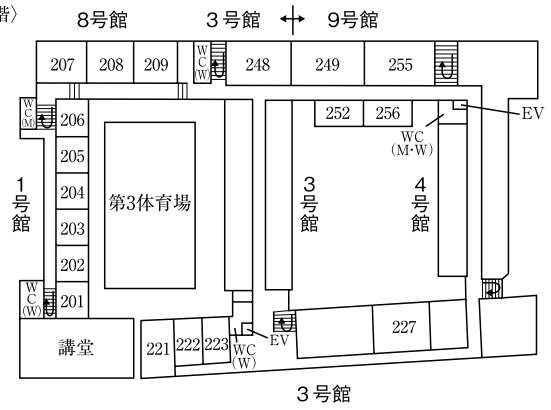 階〉
8号館
3号館
9号館
207
208
209
WC(W)
248
249
255
WC(M)
206
252
256
EV
WC
(M・W)
205
204
203
202
1号館
第3体育場
3号館
4号館
WC(W)
201
講堂
221
222
223
WC
(W)
EV
227
3号館